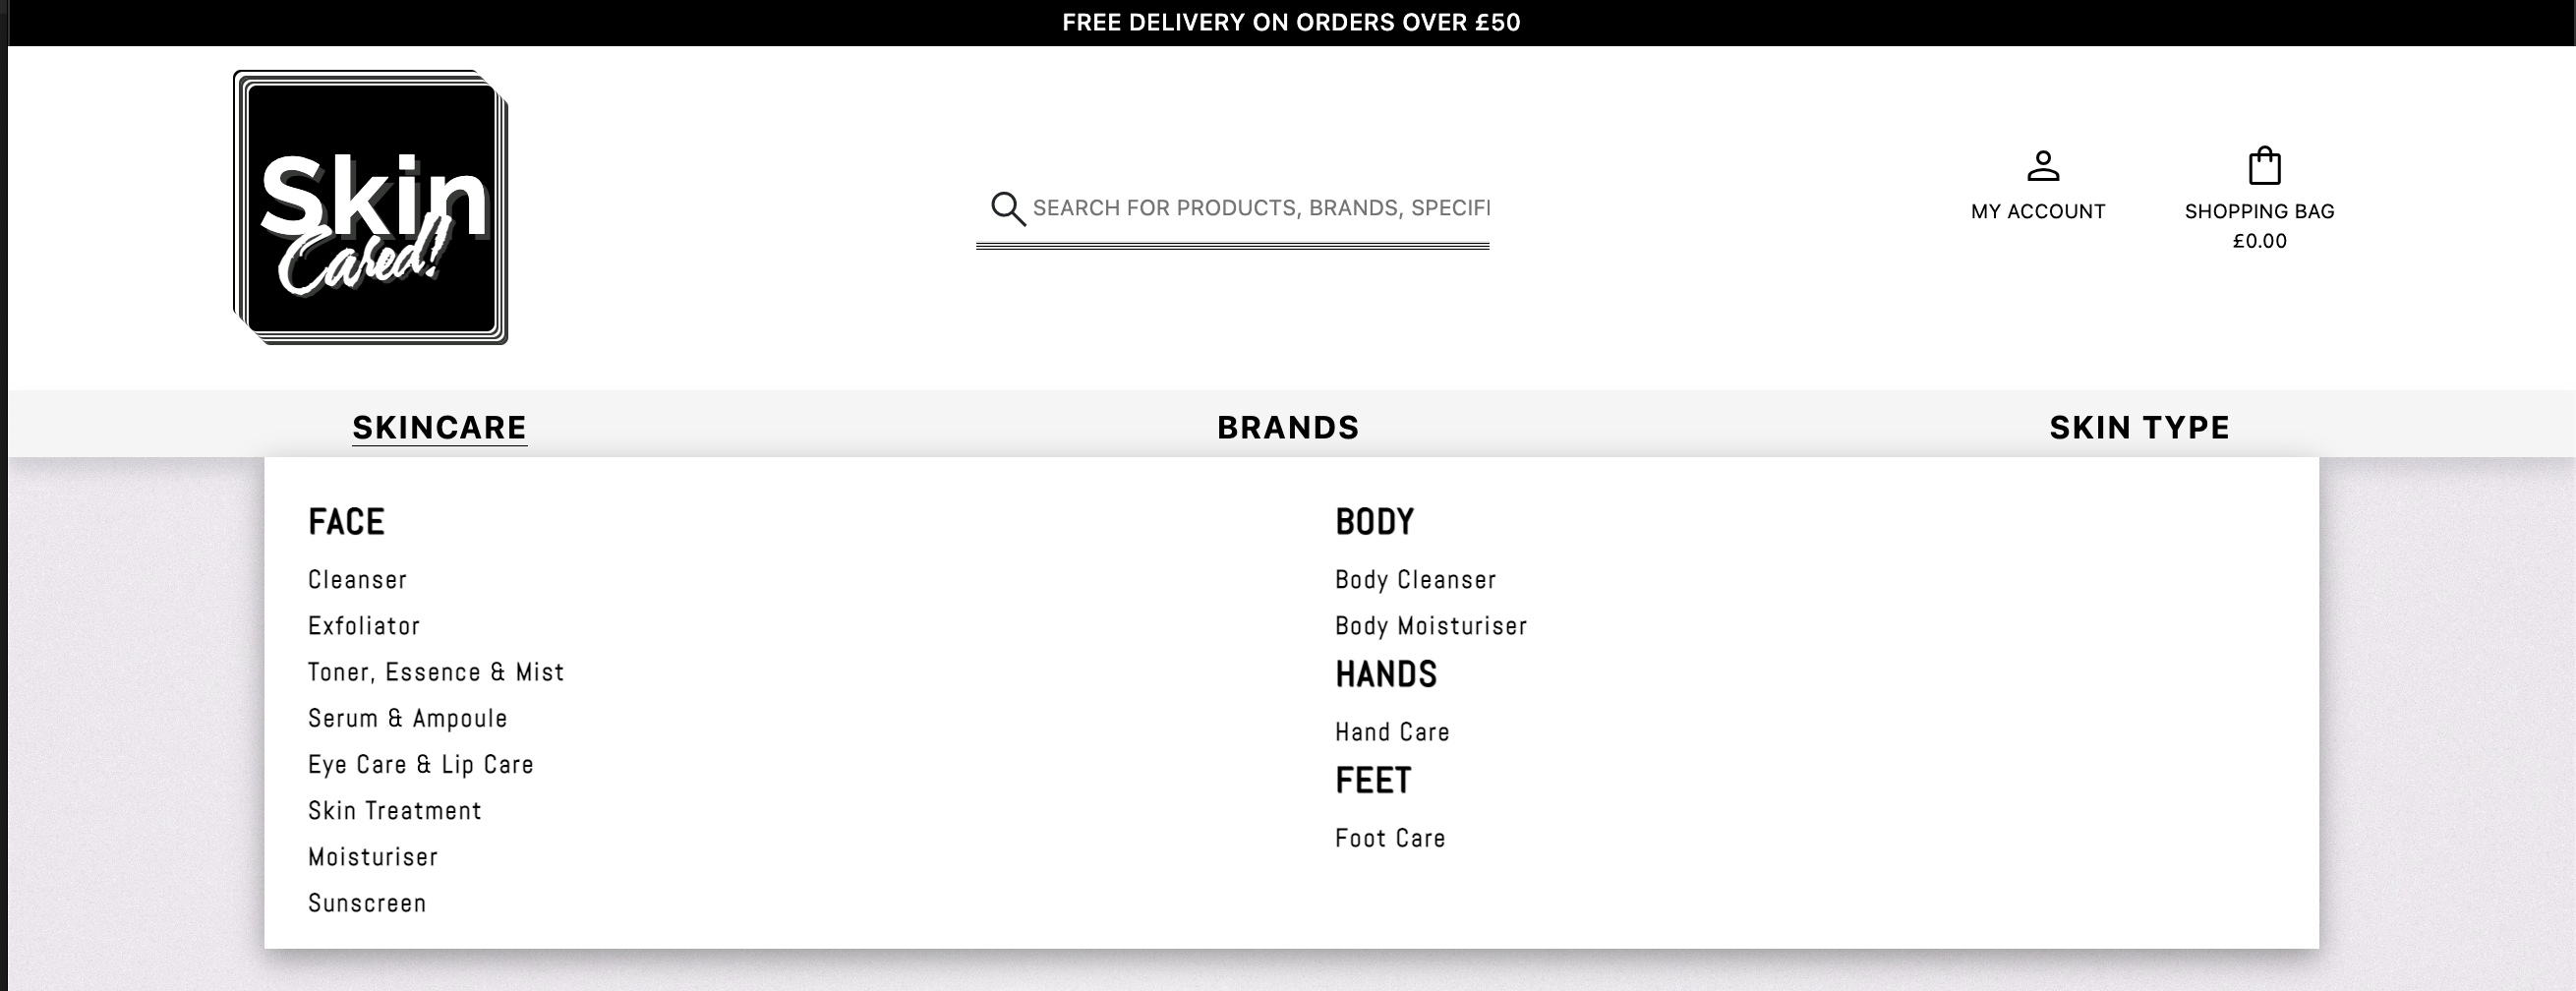 FREE DELIVERY ON ORDERS OVER £50
Skin
Cared!
SEARCH FOR PRODUCTS, BRANDS, SPECIFI
MY ACCOUNT
SHOPPING BAG
£0.00
SKINCARE
BRANDS
SKIN TYPE
FACE
Cleanser
Exfoliator
Toner, Essence & Mist
Serum & Ampoule
Eye Care & Lip Care
Skin Treatment
Moisturiser
Sunscreen
BODY
Body Cleanser
Body Moisturiser
HANDS
Hand Care
FEET
Foot Care